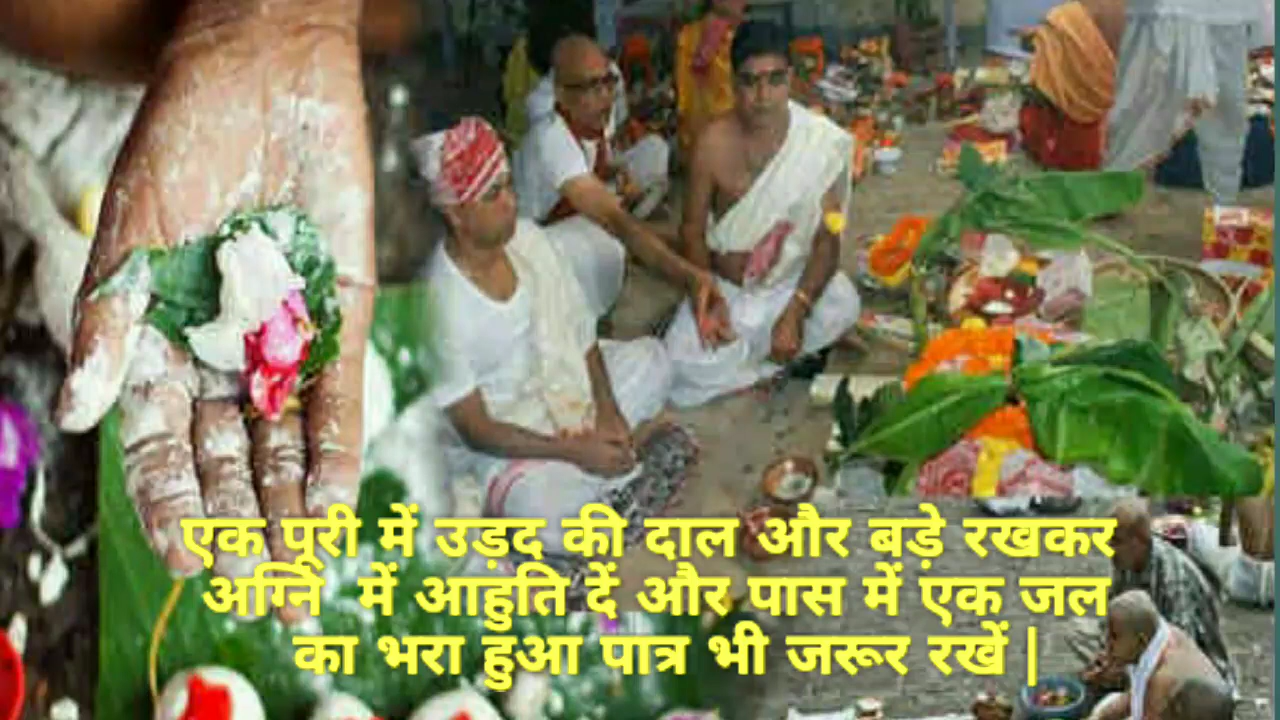 एक पूरी में उड़द की दाल और बड़े रखकर
अग्नि में आहुति दें और पास में एक जल
का भरा हुआ पात्र भी जरूर रखें |